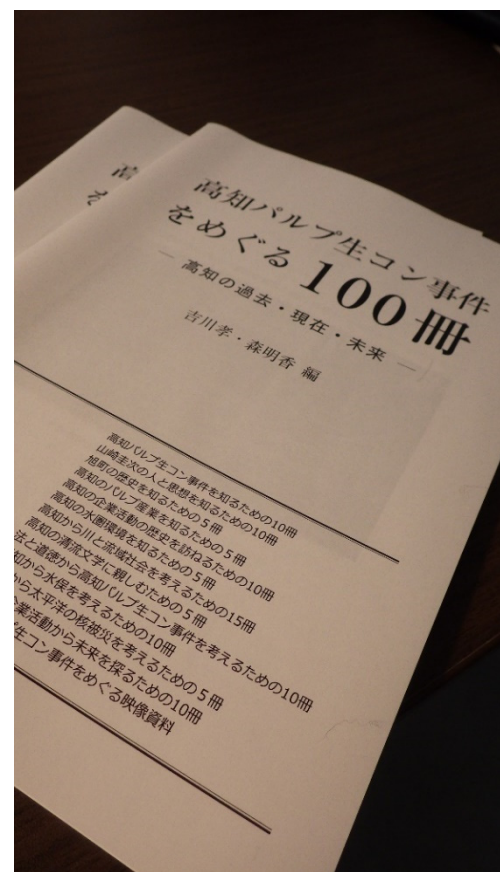 高
を
高知パルプ生コン事件
をめぐる100冊
― 高知の過去・現在・未来 ―
吉川孝・森明香 編
高知パルプ生コン事件を知るための10冊
山崎圭次の人と思想を知るための10冊
旭町の歴史を知るための5冊
高知のパルプ産業を知るための5冊
高知の企業活動の歴史を訪ねるための10冊
高知の水圏環境を知るための5冊
高知から川と流域社会を考えるための15冊
高知の清流文学に親しむための5冊
法と道徳から高知パルプ生コン事件を考えるための10冊
知から水俣を考えるための10冊
から太平洋の核被災を考えるための5冊
業活動から未来を探るための10冊
プ生コン事件をめぐる映像資料